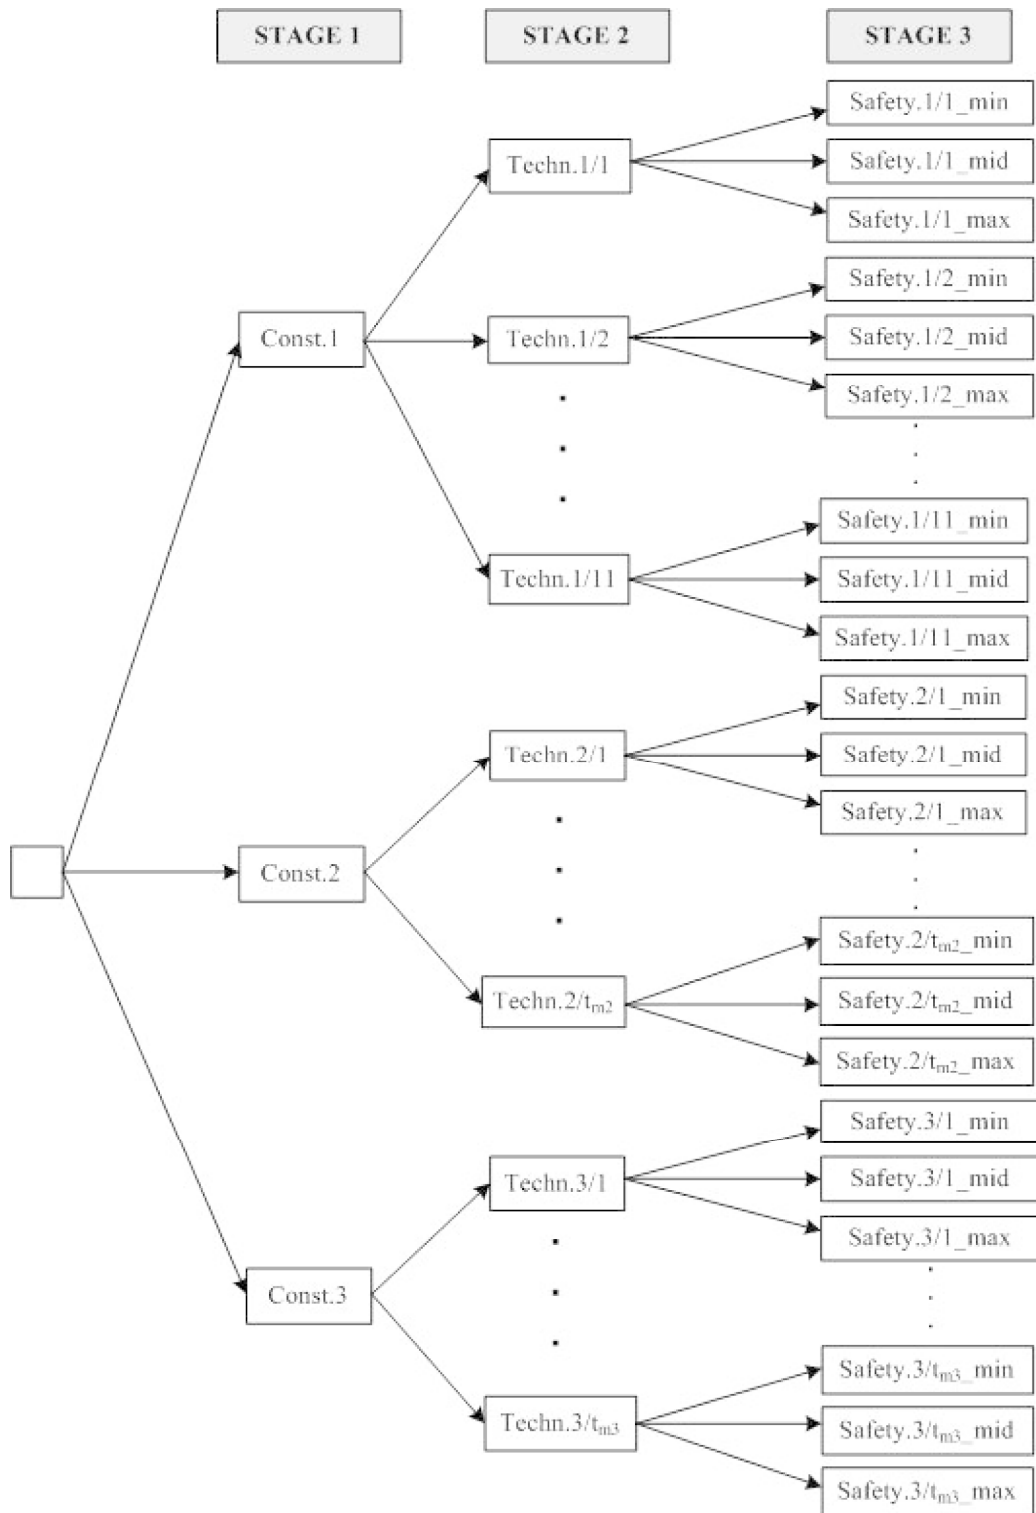 STAGE 1
STAGE 2
STAGE 3
Safety.1/1_min
Techn.1/1
Safety.1/1_mid
Safety.1/1_max
Safety.1/2_min
Const.1
Techn.1/2
Safety.1/2_mid
Safety.1/2_max
Safety.1/11_min
Techn.1/11
Safety.1/11_mid
Safety.1/11_max
Safety.2/1_min
Techn.2/1
Safety.2/1_mid
Safety.2/1_max
Const.2
Safety.2/tm2_min
Techn.2/tm2
Safety.2/tm2_mid
Safety.2/tm2_max
Safety.3/1_min
Techn.3/1
Safety.3/1_mid
Safety.3/1_max
Const.3
Safety.3/tm3_min
Techn.3/tm3
Safety.3/tm3_mid
Safety.3/tm3_max